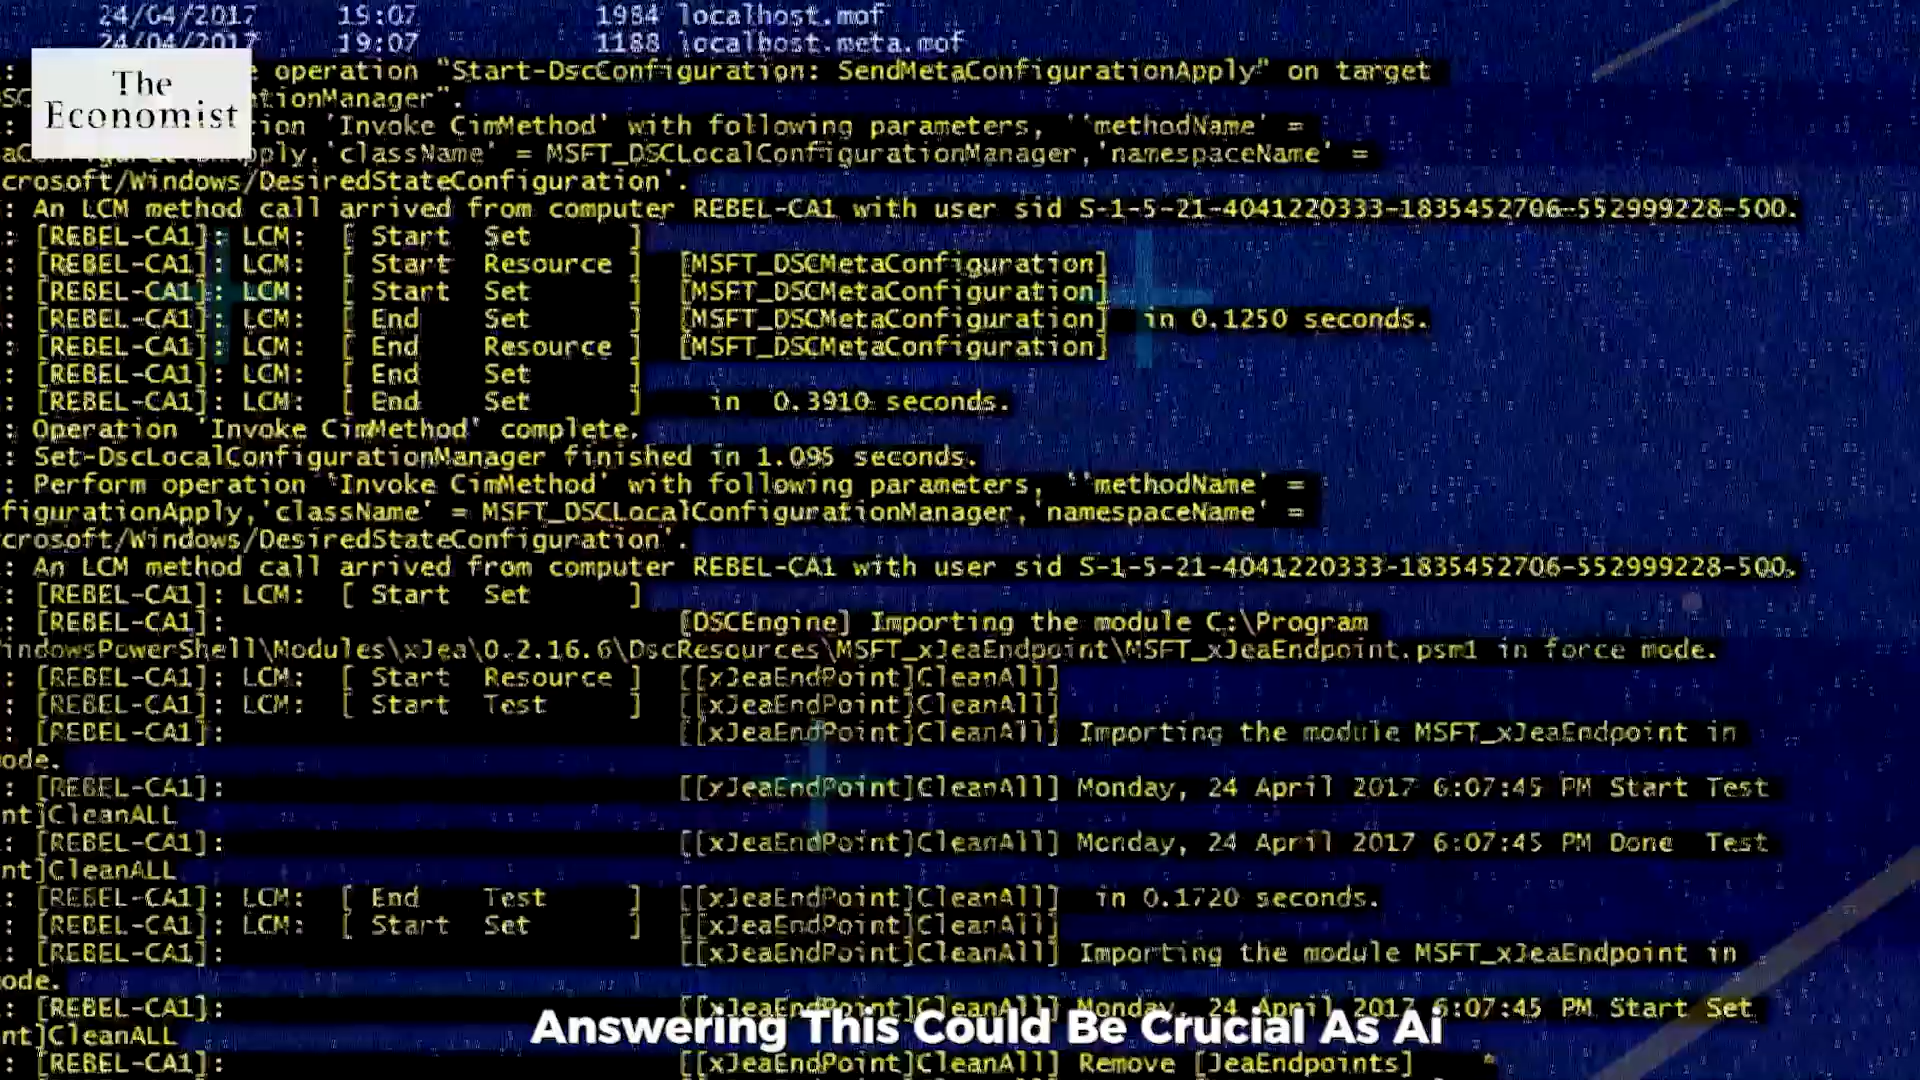 24/04/2017 19:07 1984 localhost.mof
24/04/2017 19:07 1188 localhost.meta.mof
The
Economist
: e operation "Start-DscConfiguration: SendMetaConfigurationApply" on target
tionManager".
: ion 'Invoke CimMethod' with following parameters, ''methodName' =
pply,'className' = MSFT_DSCLocalConfigurationManager,'namespaceName' =
crosoft/Windows/DesiredStateConfiguration'.
: An LCM method call arrived from computer REBEL-CA1 with user sid S-1-5-21-4041220333-1835452706-552999228-500.
: [REBEL-CA1]: LCM: [ Start Set ]
: [REBEL-CA1]: LCM: [ Start Resource ] [MSFT_DSCMetaConfiguration]
: [REBEL-CA1]: LCM: [ Start Set ] [MSFT_DSCMetaConfiguration]
: [REBEL-CA1]: LCM: [ End Set ] [MSFT_DSCMetaConfiguration] in 0.1250 seconds.
: [REBEL-CA1]: LCM: [ End Resource ] [MSFT_DSCMetaConfiguration]
: [REBEL-CA1]: LCM: [ End Set ]
: [REBEL-CA1]: LCM: [ End Set ] in 0.3910 seconds.
: Operation 'Invoke CimMethod' complete.
: Set-DscLocalConfigurationManager finished in 1.095 seconds.
: Perform operation 'Invoke CimMethod' with following parameters, ''methodName' =
figurationApply,'className' = MSFT_DSCLocalConfigurationManager,'namespaceName' =
crosoft/Windows/DesiredStateConfiguration'.
: An LCM method call arrived from computer REBEL-CA1 with user sid S-1-5-21-4041220333-1835452706-552999228-500.
: [REBEL-CA1]: LCM: [ Start Set ]
: [REBEL-CA1]: [DSCEngine] Importing the module C:\Program
indowsPowerShell\Modules\xJea\0.2.16.6\DscResources\MSFT_xJeaEndpoint\MSFT_xJeaEndpoint.psm1 in force mode.
: [REBEL-CA1]: LCM: [ Start Resource ] [[xJeaEndPoint]CleanAll]
: [REBEL-CA1]: LCM: [ Start Test ] [[xJeaEndPoint]CleanAll]
: [REBEL-CA1]: [[xJeaEndPoint]CleanAll] Importing the module MSFT_xJeaEndpoint in
ode.
: [REBEL-CA1]: [[xJeaEndPoint]CleanAll] Monday, 24 April 2017 6:07:45 PM Start Test
nt]CleanALL
: [REBEL-CA1]: [[xJeaEndPoint]CleanAll] Monday, 24 April 2017 6:07:45 PM Done Test
nt]CleanALL
: [REBEL-CA1]: LCM: [ End Test ] [[xJeaEndPoint]CleanAll] in 0.1720 seconds.
: [REBEL-CA1]: LCM: [ Start Set ] [[xJeaEndPoint]CleanAll]
: [REBEL-CA1]: [[xJeaEndPoint]CleanAll] Importing the module MSFT_xJeaEndpoint in
ode.
: [REBEL-CA1]: [[xJeaEndPoint]CleanAll] Monday, 24 April 2017 6:07:45 PM Start Set
nt]CleanALL
Answering This Could Be Crucial As Ai
: [REBEL-CA1]: [[xJeaEndPoint]CleanAll] Remove [JeaEndpoints]